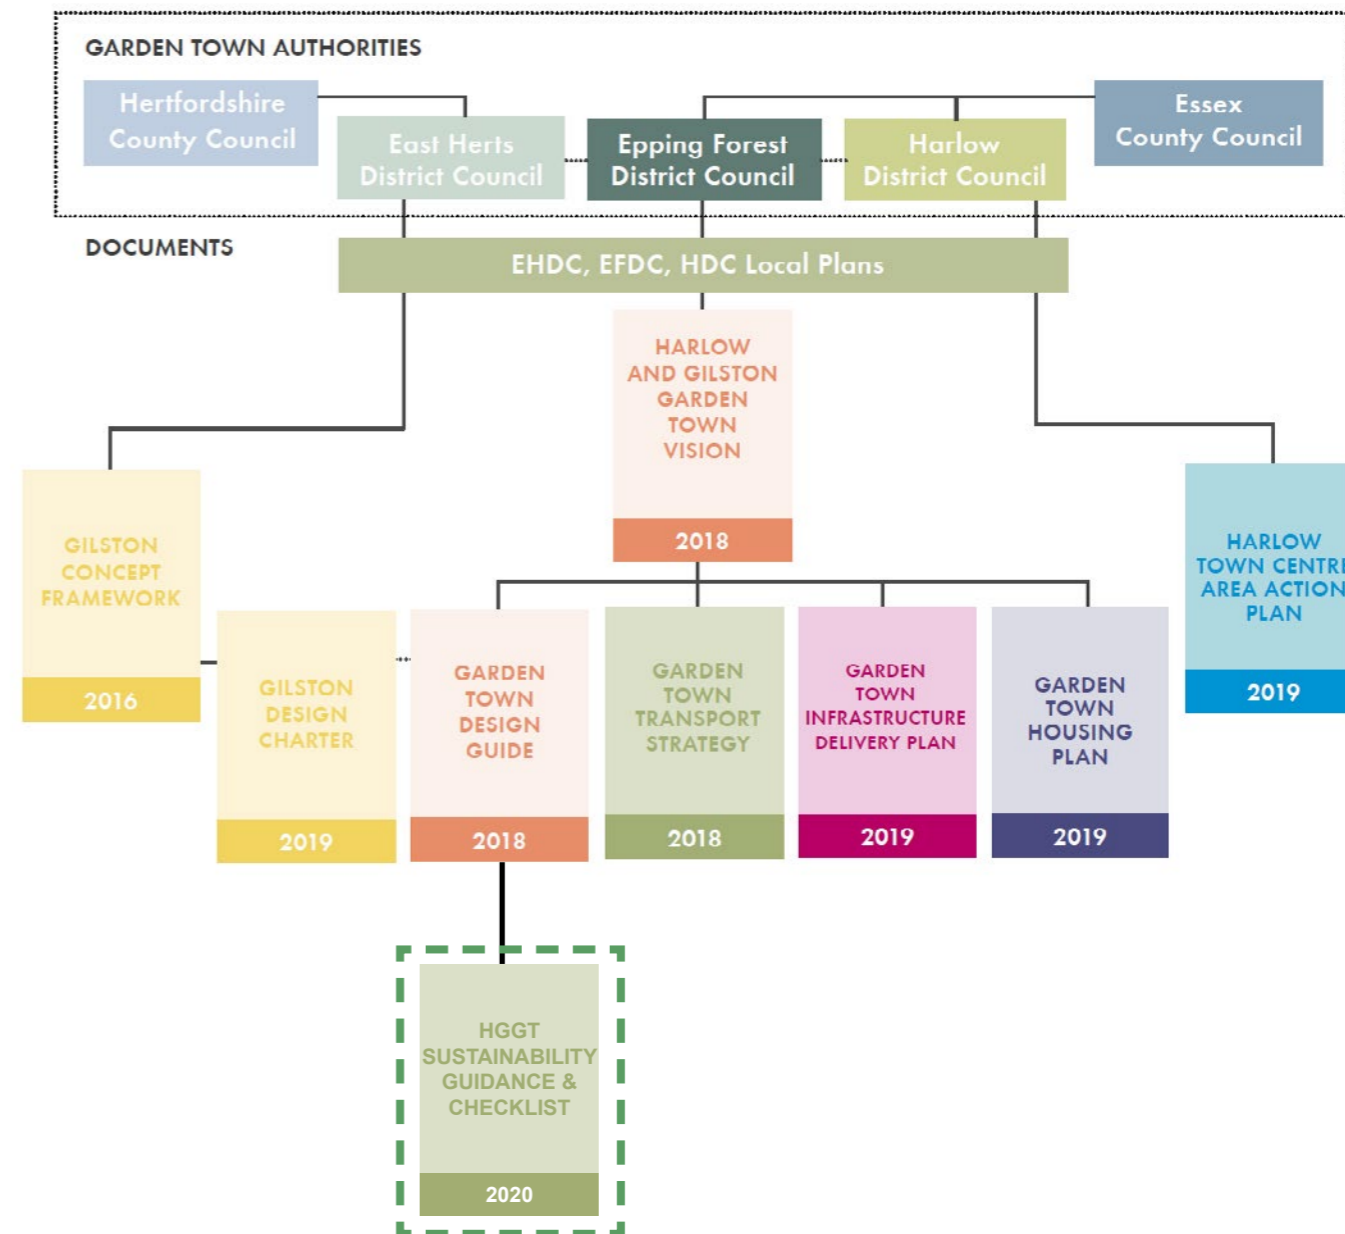 GARDEN TOWN AUTHORITIES
Hertfordshire
County Council
East Herts
District Council
Epping Forest
District Council
Harlow
District Council
Essex
County Council
DOCUMENTS
EHDC, EFDC, HDC Local Plans
HARLOW
AND GILSTON
GARDEN
TOWN
VISION
2018
GILSTON
CONCEPT
FRAMEWORK
2016
GILSTON
DESIGN
CHARTER
2019
GARDEN
TOWN
DESIGN
GUIDE
2018
GARDEN
TOWN
TRANSPORT
STRATEGY
2018
GARDEN
TOWN
INFRASTRUCTURE
DELIVERY PLAN
2019
GARDEN
TOWN
HOUSING
PLAN
2019
HARLOW
TOWN CENTRE
AREA ACTION
PLAN
2019
HGGT
SUSTAINABILITY
GUIDANCE &
CHECKLIST
2020